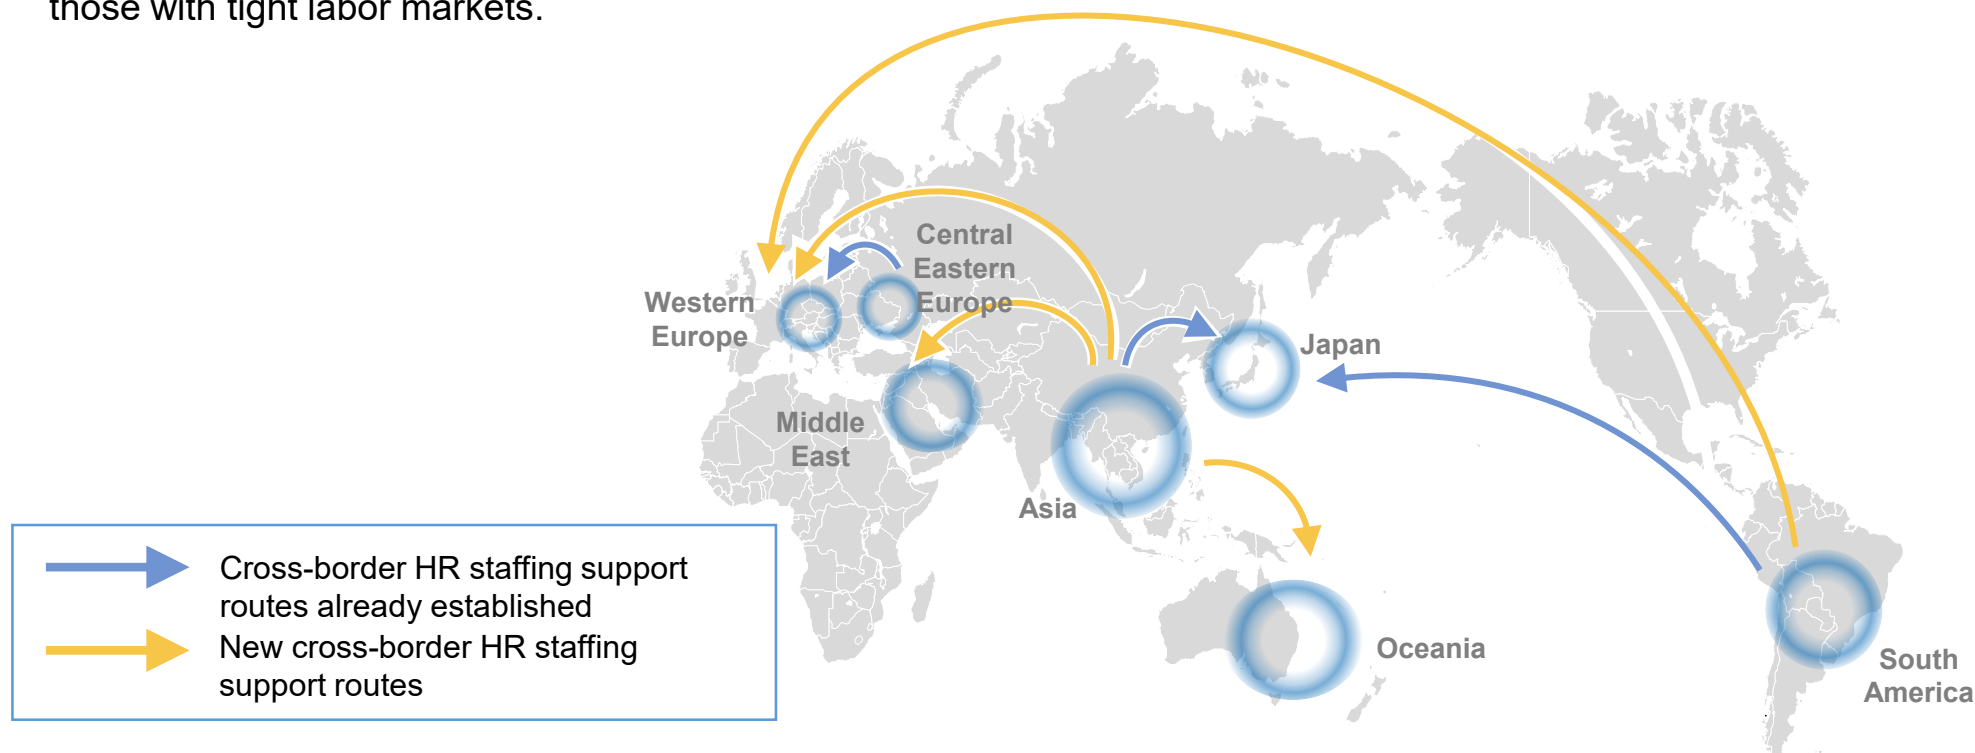 those with tight labor markets.
Central
Eastern
Europe
Western
Europe
Japan
Middle
East
Asia
Oceania
South
America
Cross-border HR staffing support
routes already established
New cross-border HR staffing
support routes